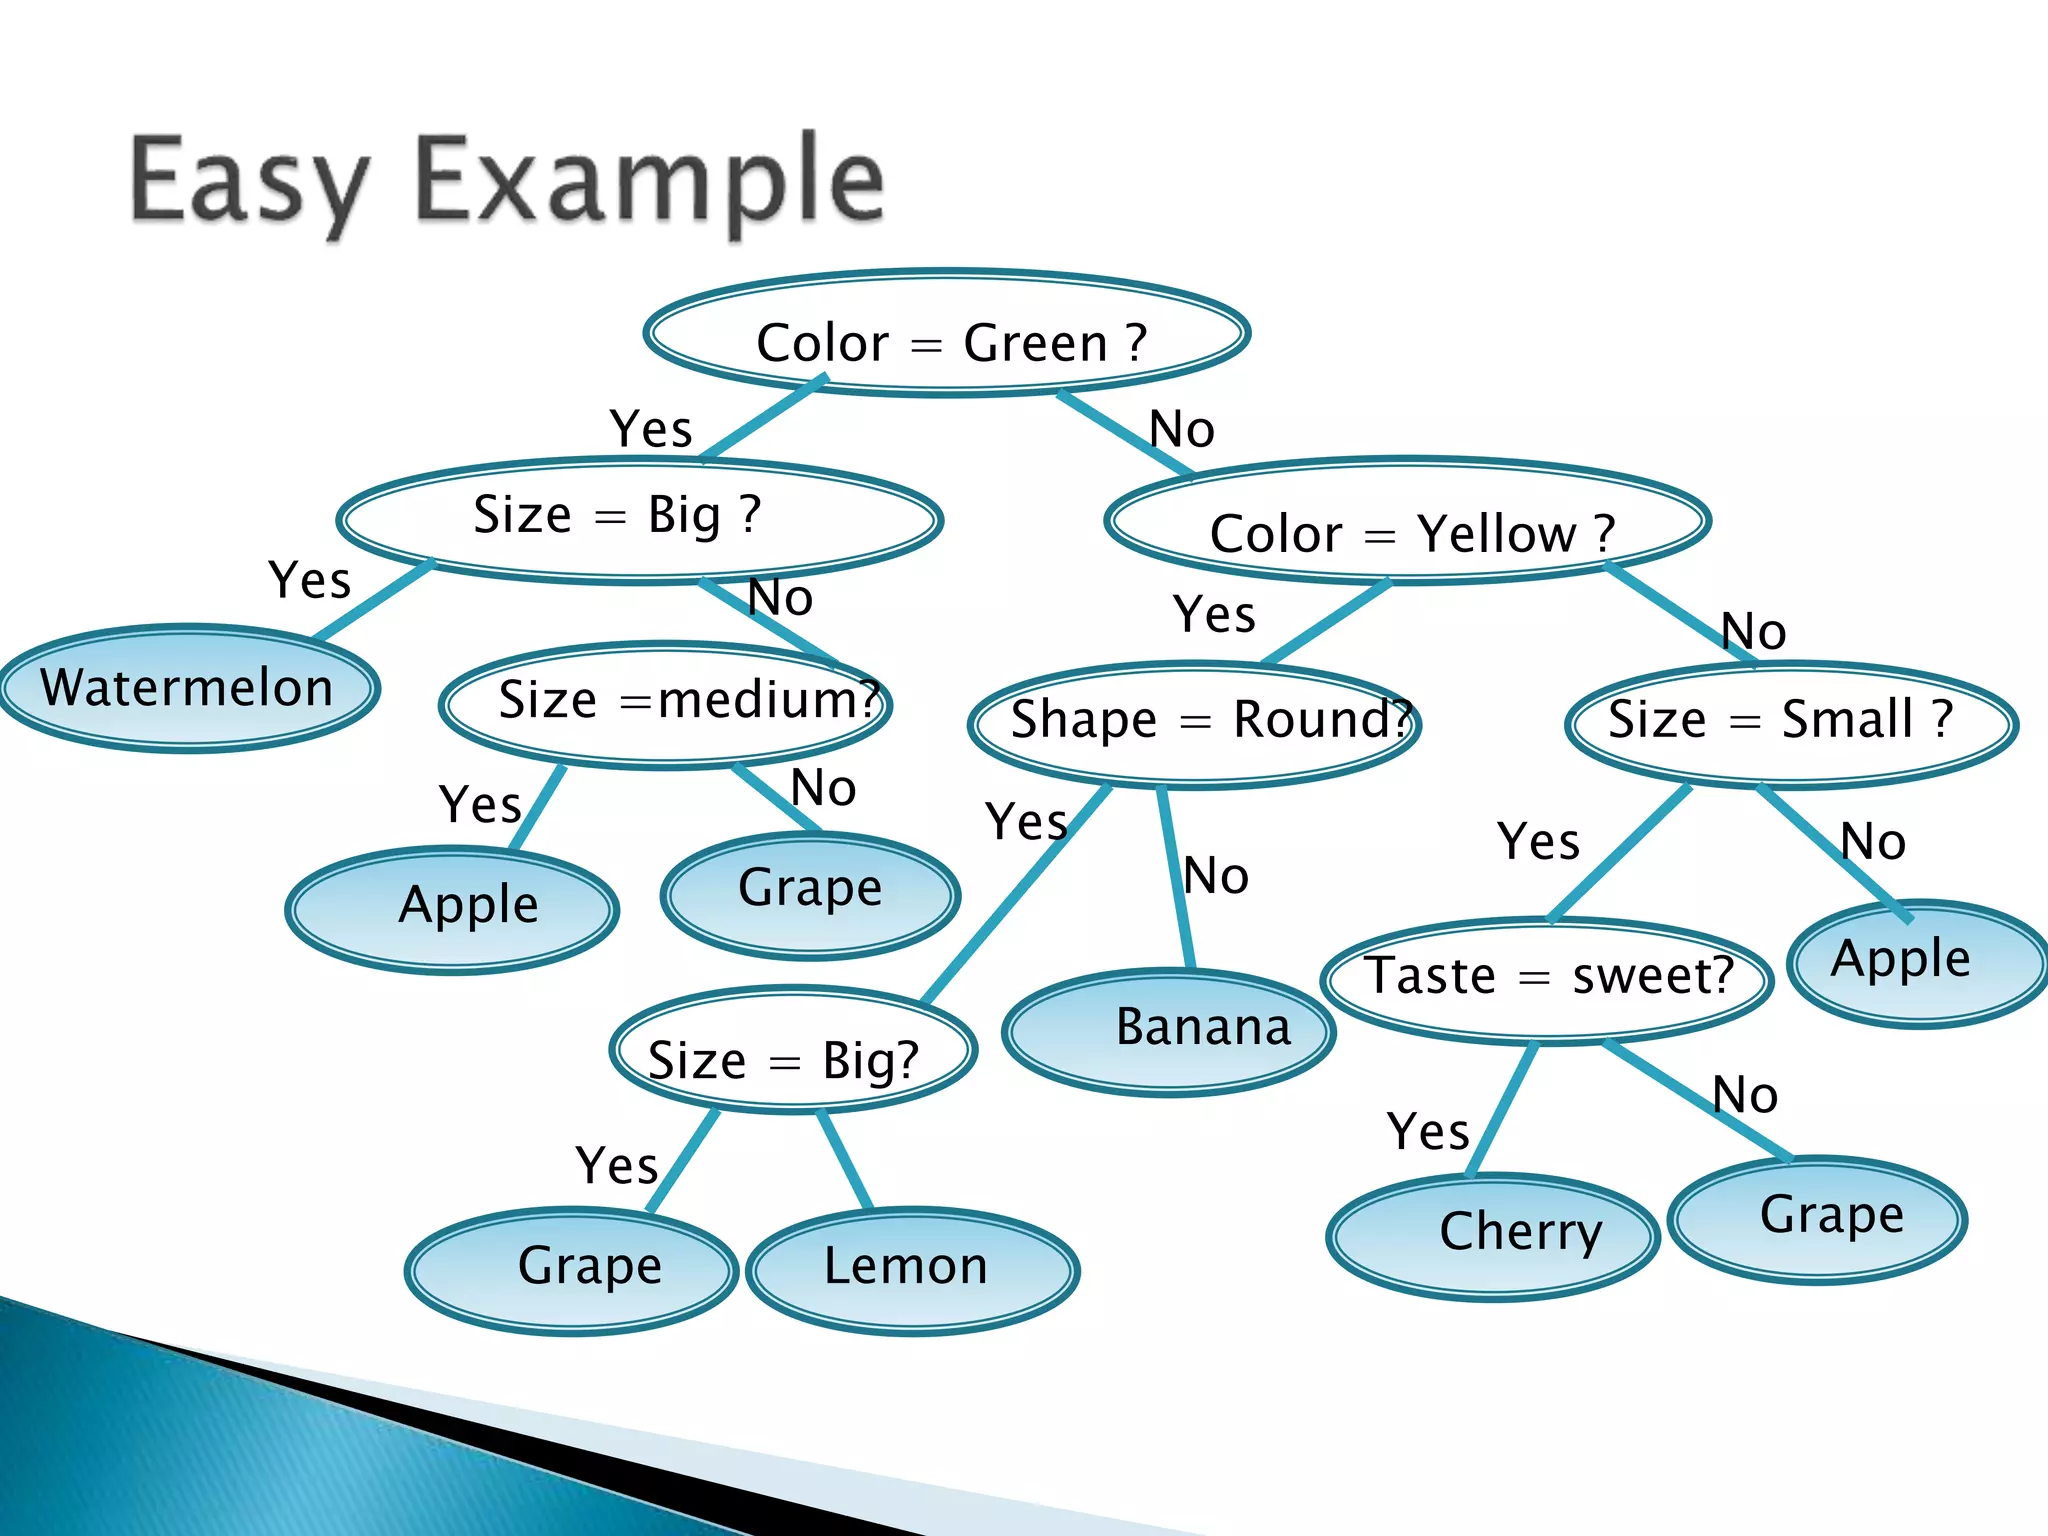 Easy Example
Color = Green ?
Yes
No
Size = Big ?
Color = Yellow ?
Yes
No
Yes
No
Watermelon
Size =medium?
Shape = Round?
Size = Small ?
Yes
No
Yes
No
Yes
No
Apple
Grape
Size = Big?
Banana
Taste = sweet?
Apple
Yes
Yes
No
Grape
Lemon
Cherry
Grape